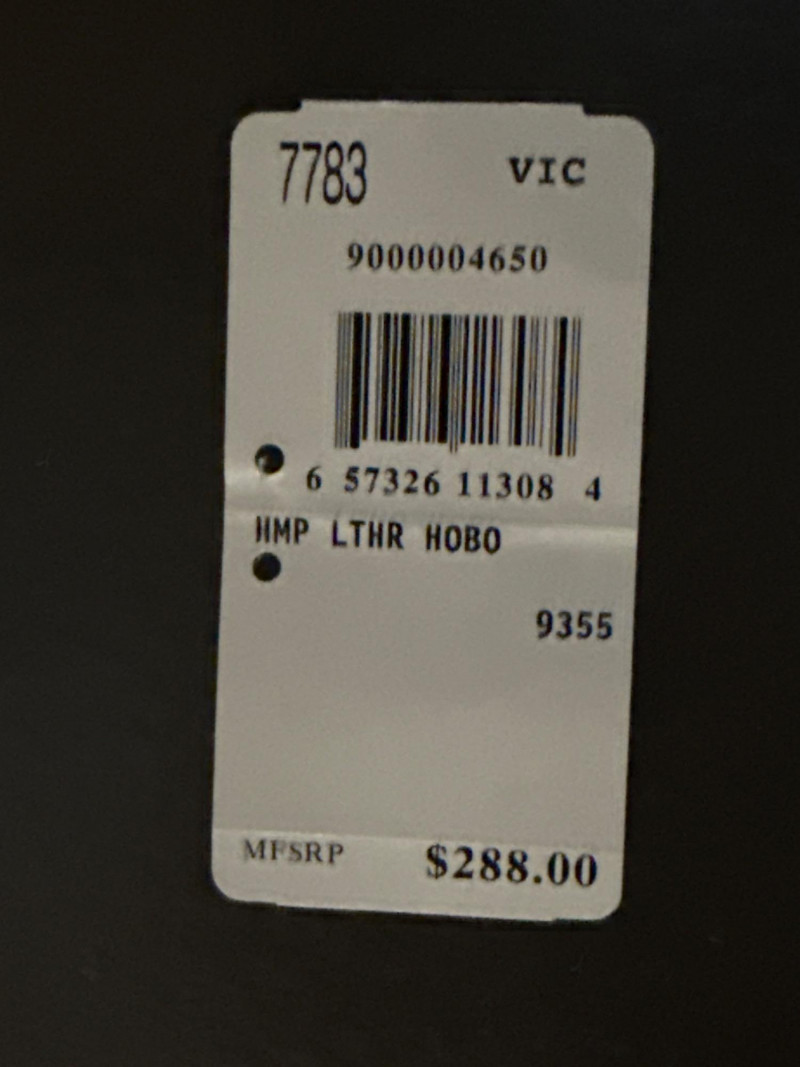 7783 VIC
9000004650
6 57326 11308 4
HMP LTHR HOBO
9355
MFSRP $288.00